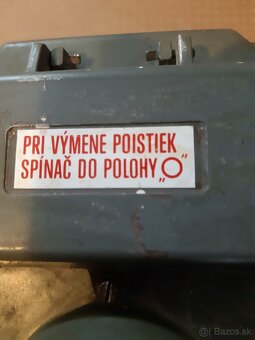 PRI VÝMENE POISTIEK
SPÍNAČ DO POLOHY „O"
© Bazos.sk